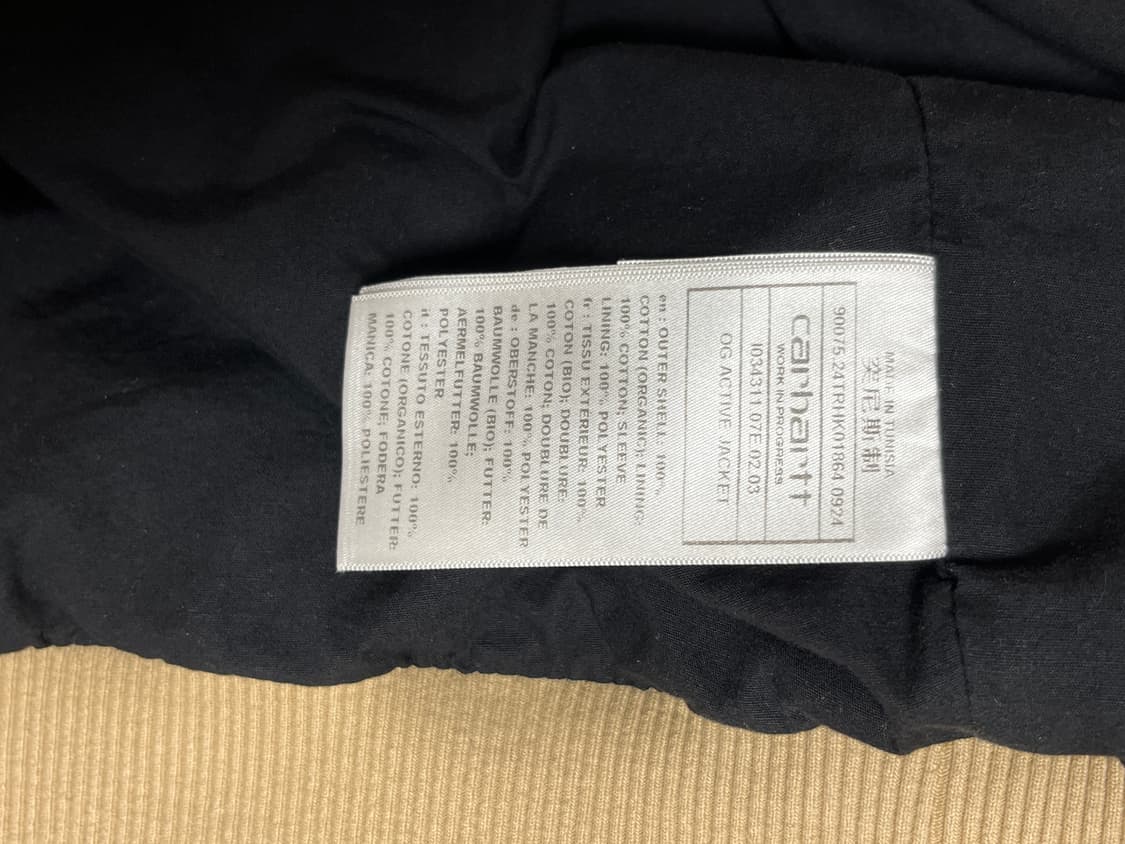 MADE IN TUNISIA
突尼斯制
90075.24TRHK01864 0924
carhartt
WORK IN PROGRESS
I034311.07E.02.03
OG ACTIVE JACKET
en : OUTER SHELL: 100%
COTTON (ORGANIC); LINING:
100% COTTON; SLEEVE
LINING: 100% POLYESTER
fr : TISSU EXTERIEUR: 100%
COTON (BIO); DOUBLURE:
100% COTON; DOUBLURE DE
LA MANCHE: 100% POLYESTER
de : OBERSTOFF: 100%
BAUMWOLLE (BIO); FUTTER:
100% BAUMWOLLE;
AERMELFUTTER: 100%
POLYESTER
it : TESSUTO ESTERNO: 100%
COTONE (ORGANICO); FUTTER:
100% COTONE; FODERA
MANICA: 100% POLIESTERE